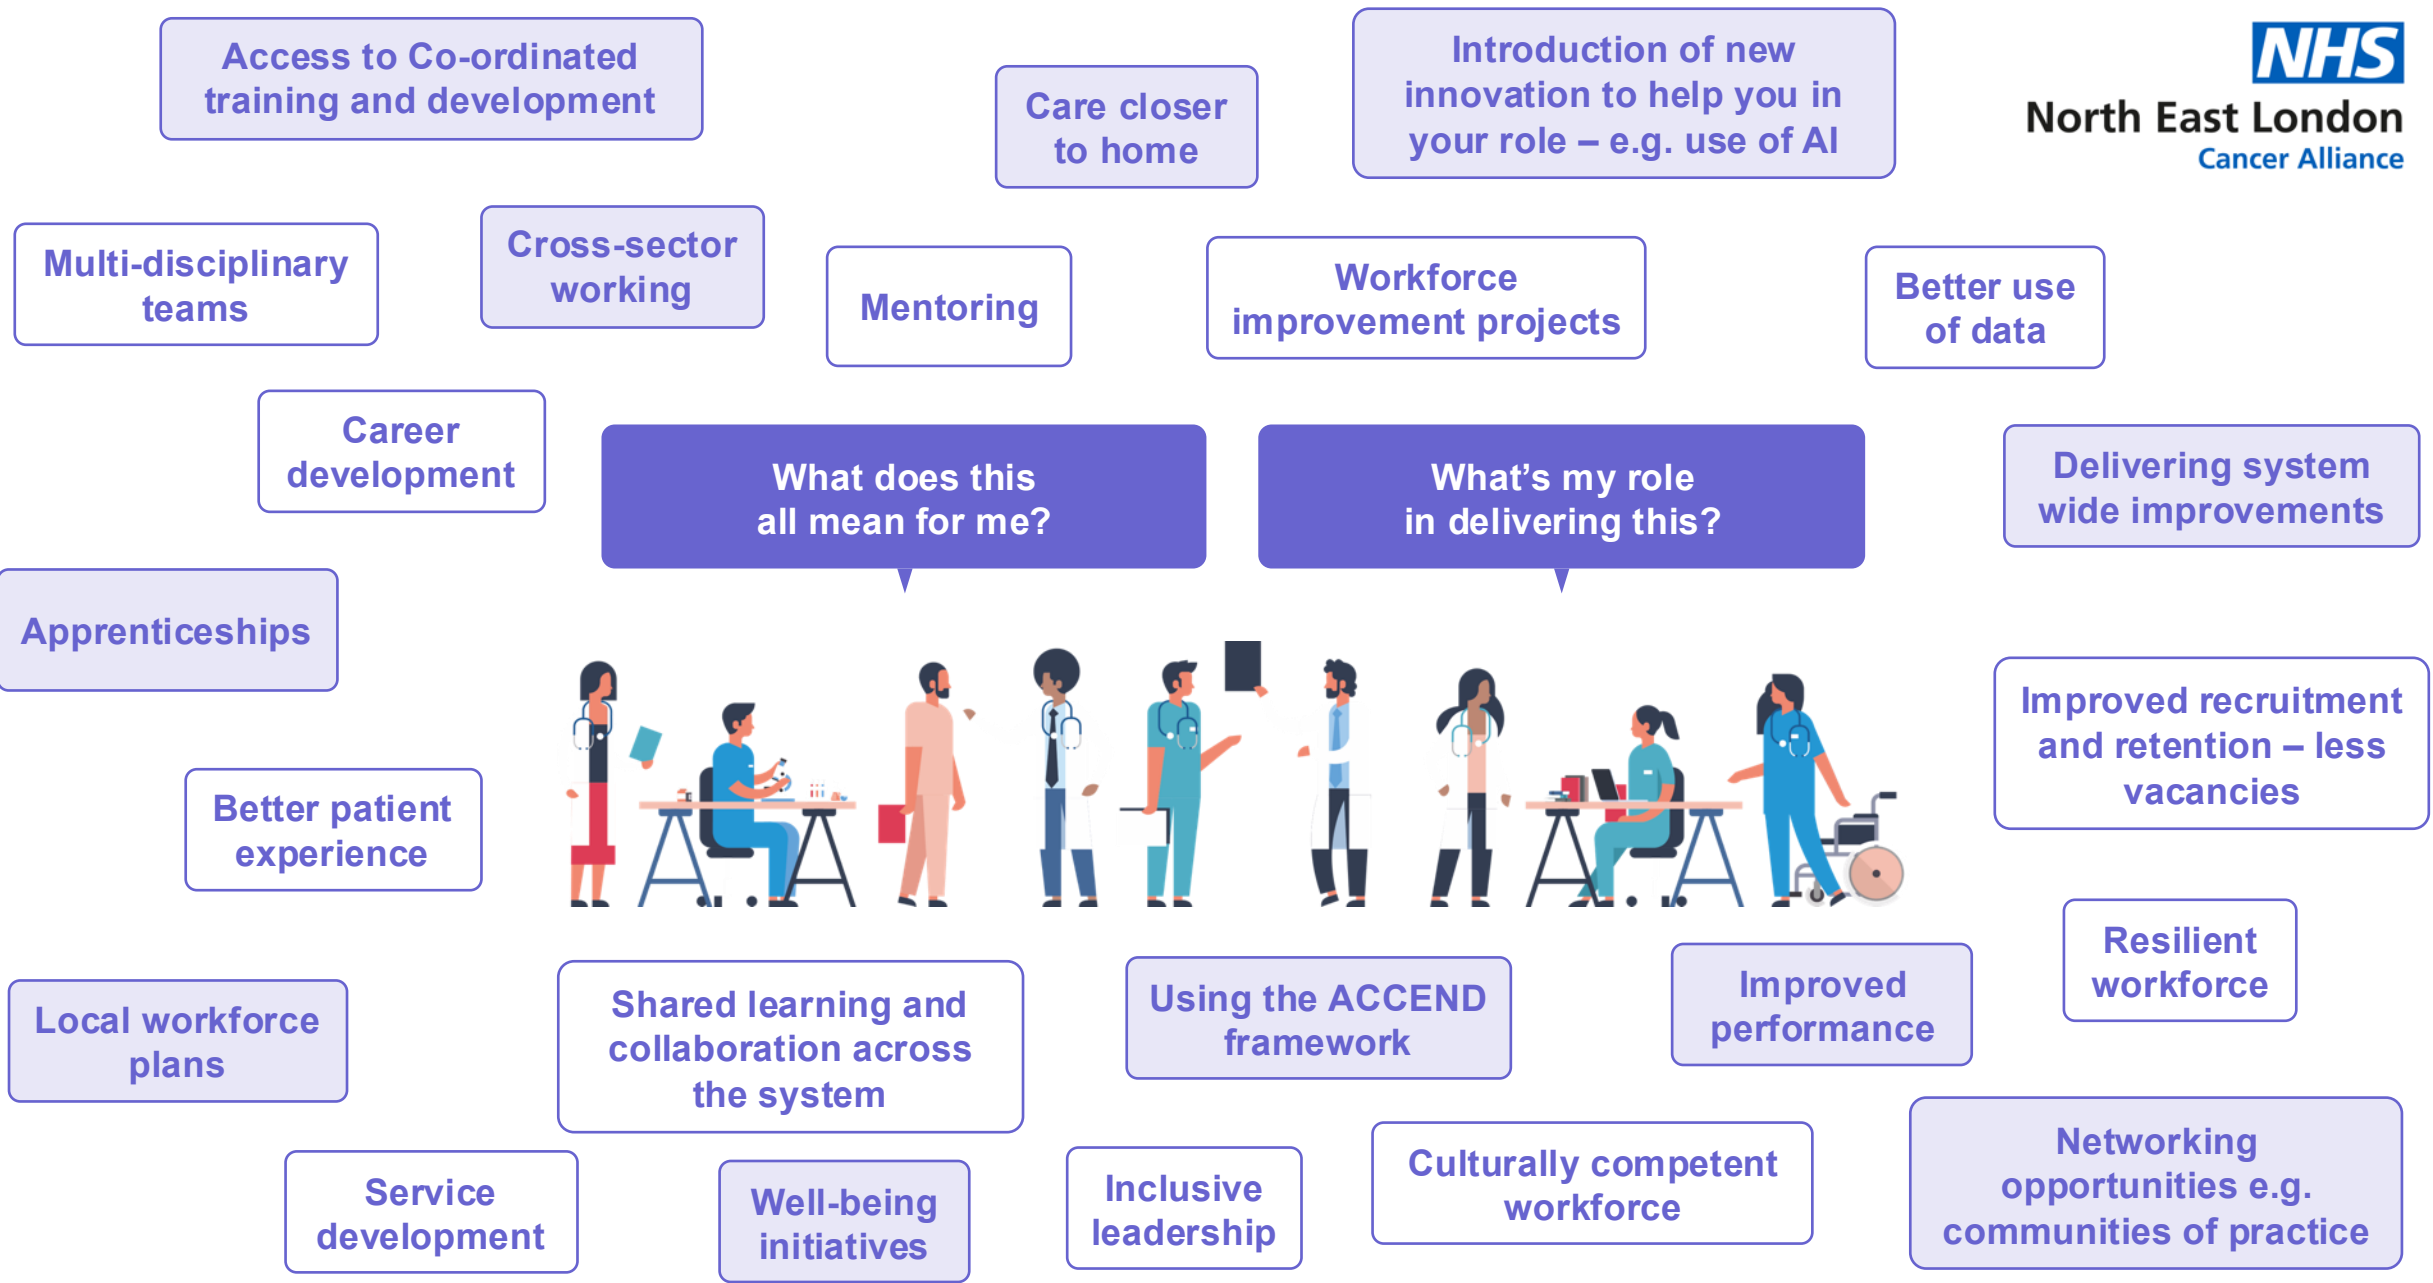 Access to Co-ordinated
training and development
Care closer
to home
Introduction of new
innovation to help you in
your role – e.g. use of AI
NHS
North East London
Cancer Alliance
Multi-disciplinary
teams
Cross-sector
working
Mentoring
Workforce
improvement projects
Better use
of data
Career
development
What does this
all mean for me?
What’s my role
in delivering this?
Delivering system
wide improvements
Apprenticeships
Improved recruitment
and retention – less
vacancies
Better patient
experience
Resilient
workforce
Local workforce
plans
Shared learning and
collaboration across
the system
Using the ACCEND
framework
Improved
performance
Service
development
Well-being
initiatives
Inclusive
leadership
Culturally competent
workforce
Networking
opportunities e.g.
communities of practice